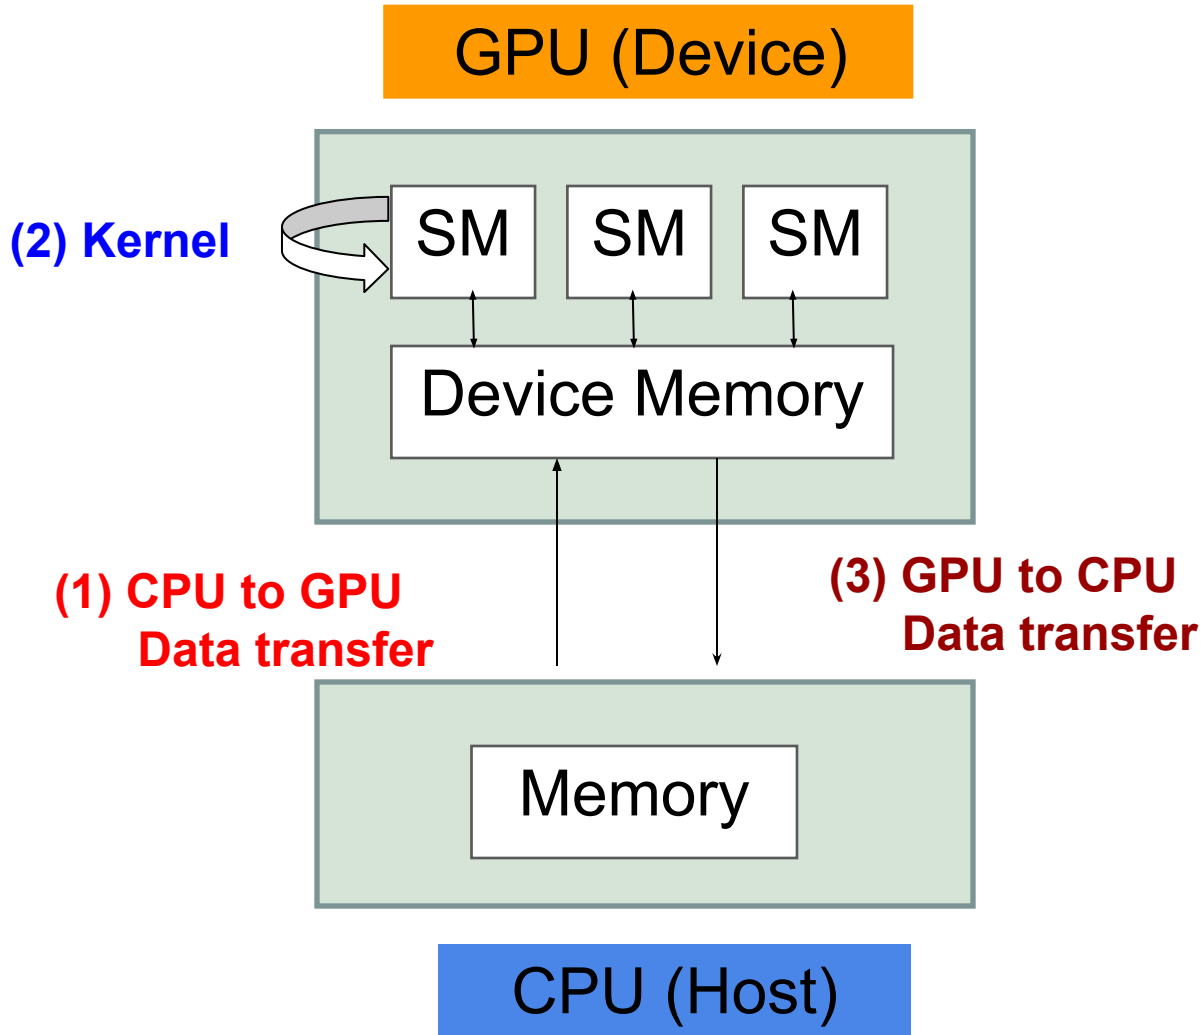 GPU (Device)
(2) Kernel
SM
SM
SM
Device Memory
(1) CPU to GPU
Data transfer
(3) GPU to CPU
Data transfer
Memory
CPU (Host)